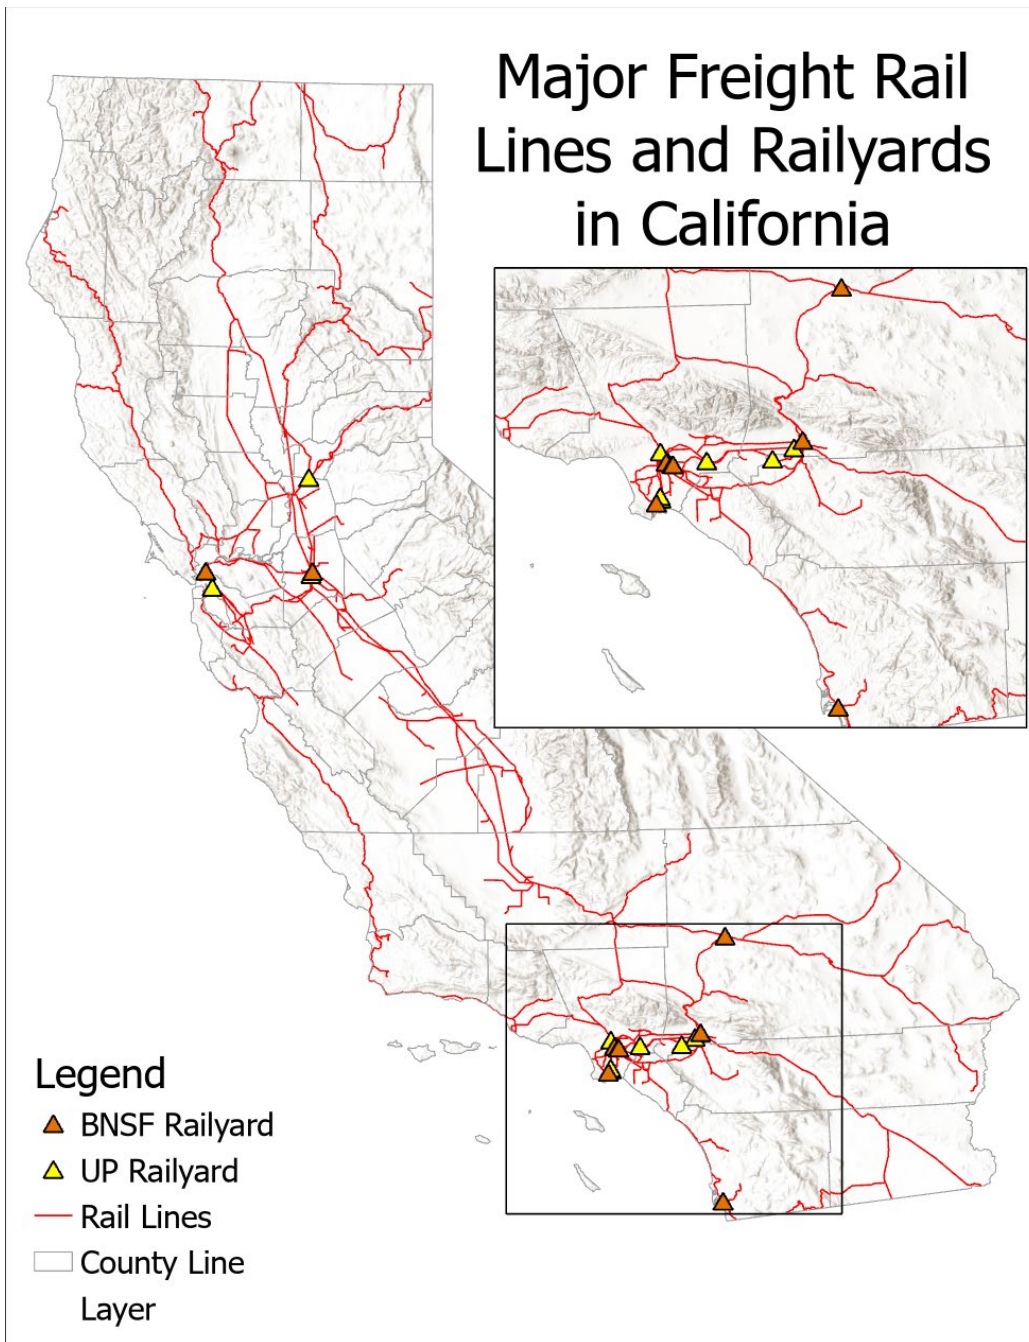 Major Freight Rail
Lines and Railyards
in California
Legend
BNSF Railyard
UP Railyard
Rail Lines
County Line
Layer